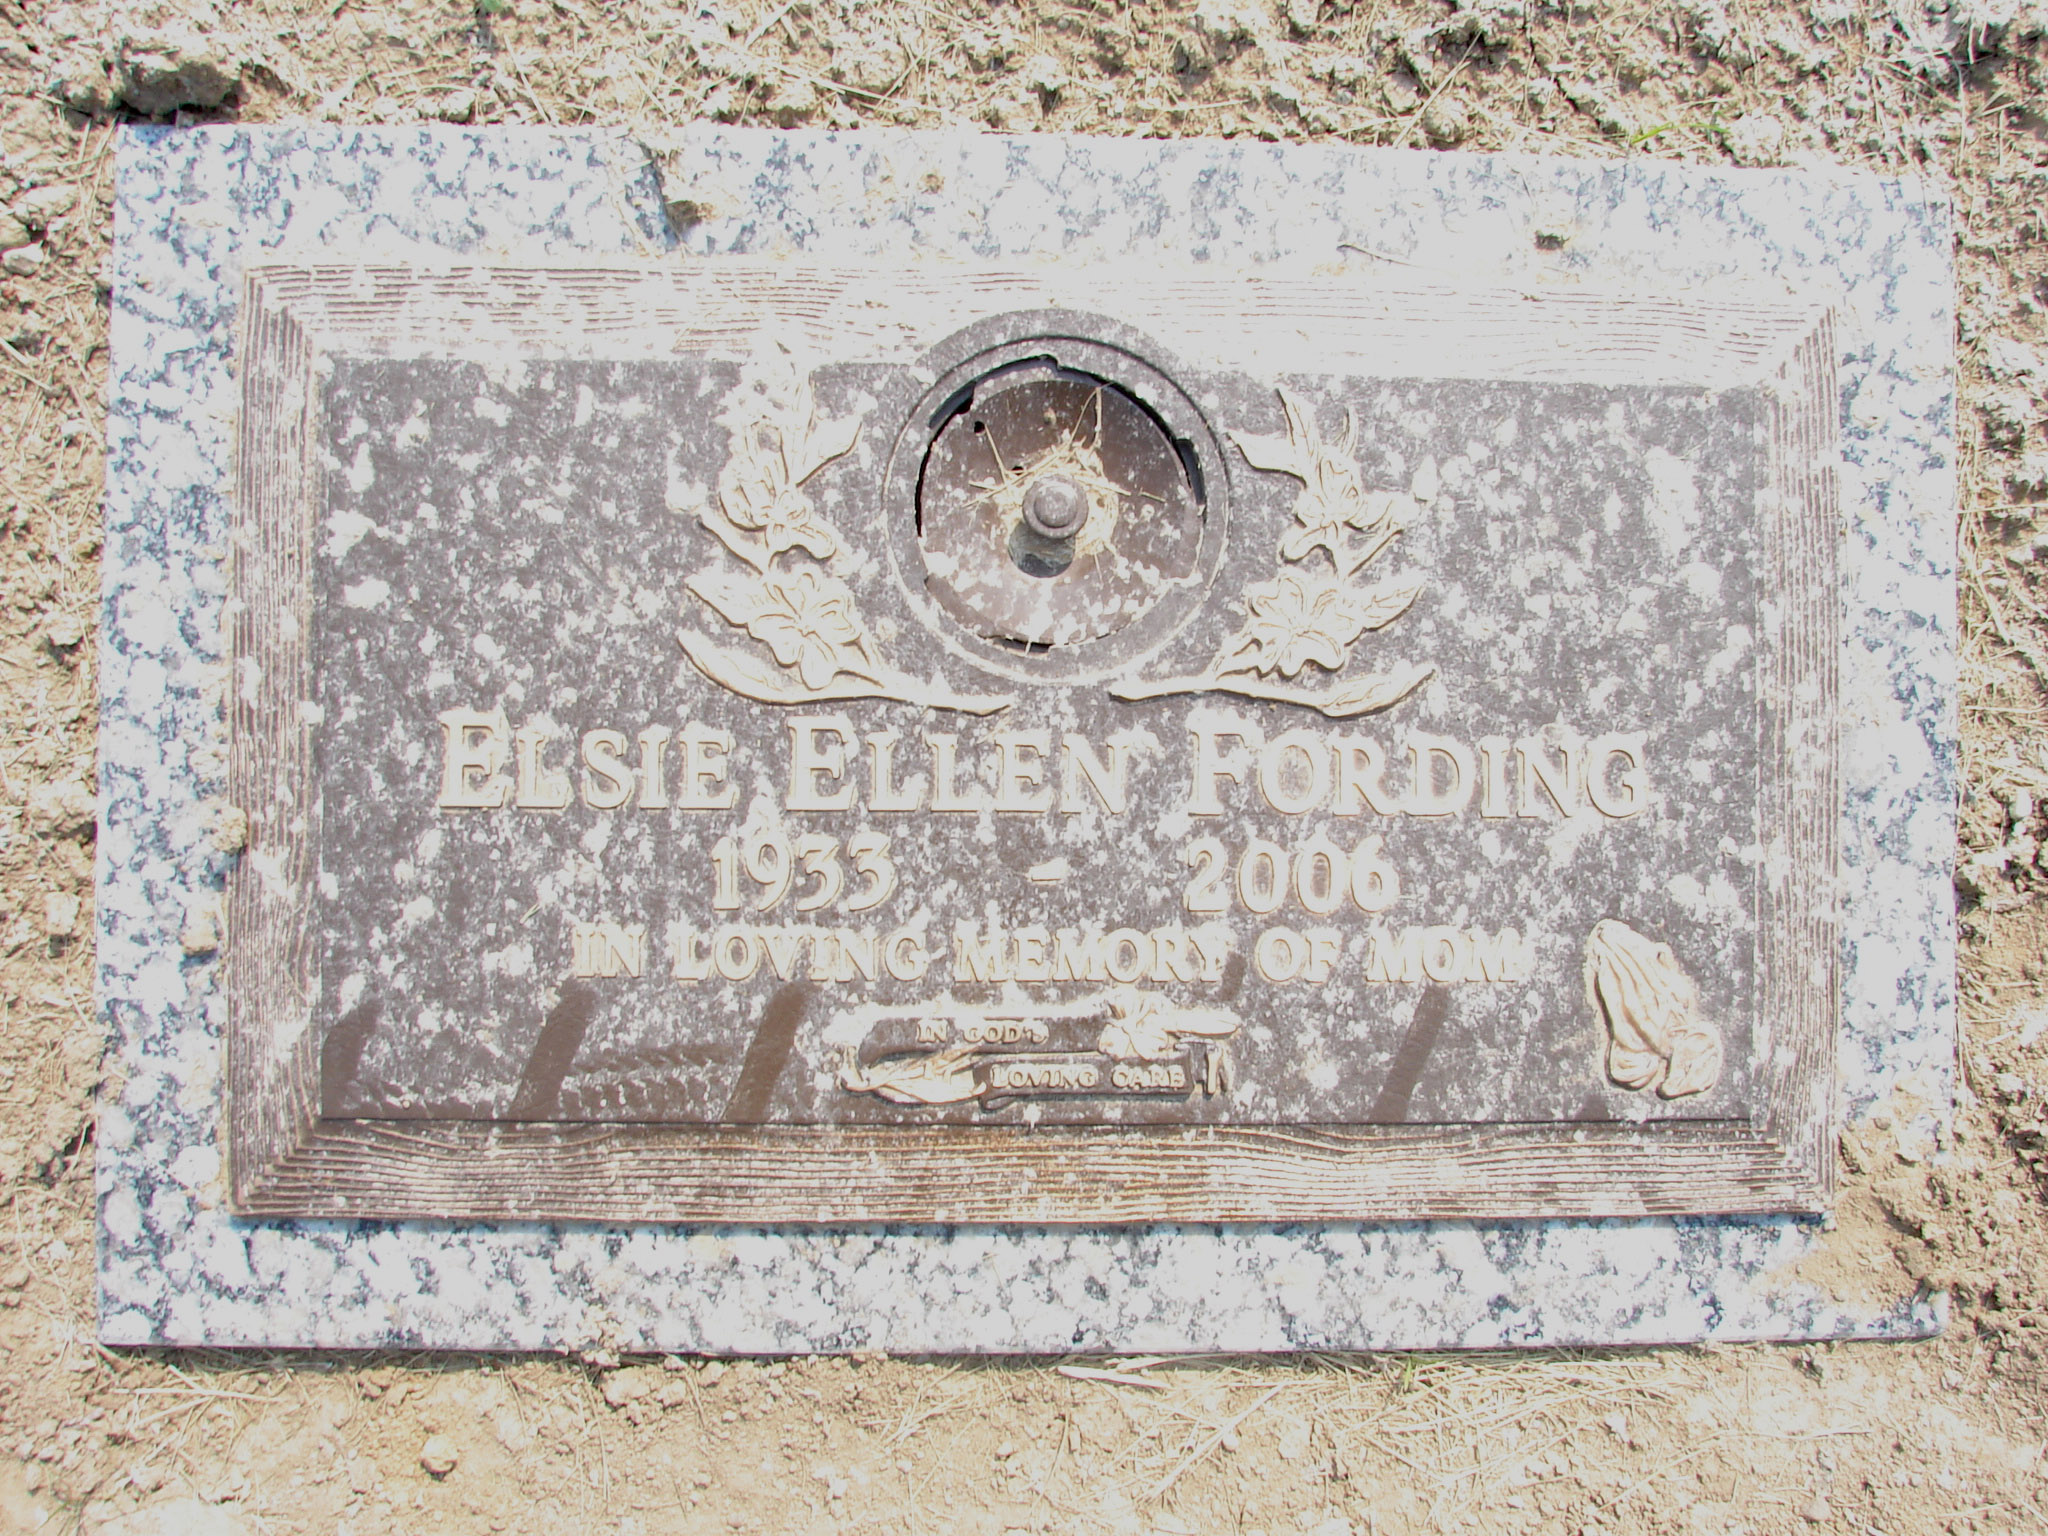 ELSIE ELLEN FORDING
1933 - 2006
IN LOVING MEMORY OF MOM
IN GOD'S
LOVING CARE